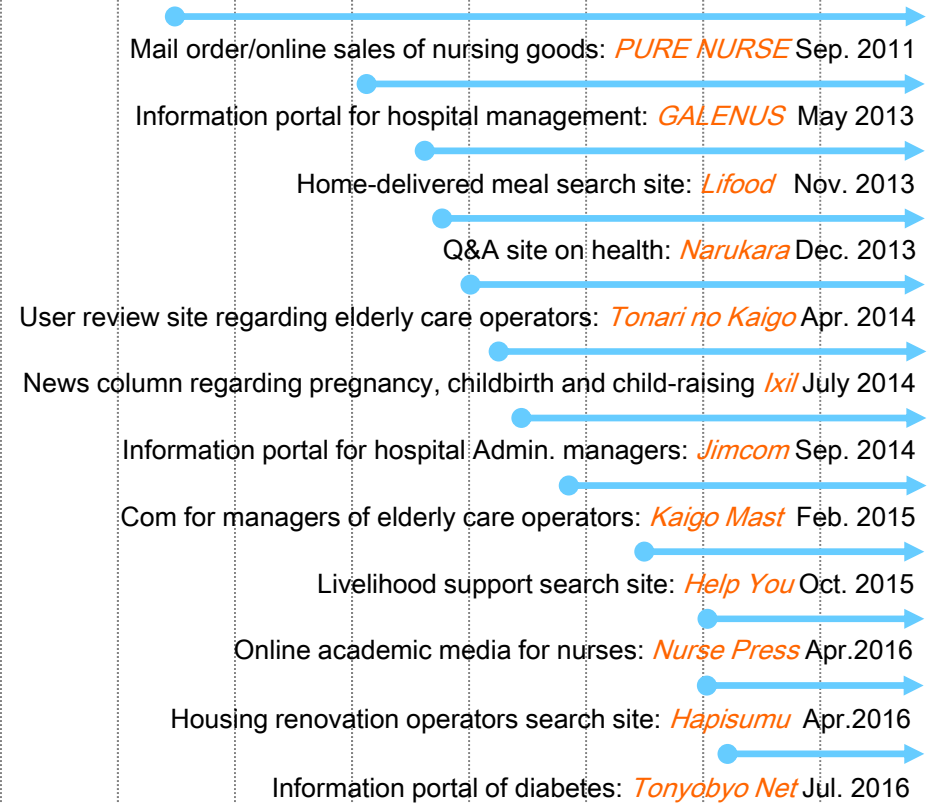 Mail order/online sales of nursing goods: PURE NURSE Sep. 2011
Information portal for hospital management: GALENUS May 2013
Home-delivered meal search site: Lifood Nov. 2013
Q&A site on health: Narukara Dec. 2013
User review site regarding elderly care operators: Tonari no Kaigo Apr. 2014
News column regarding pregnancy, childbirth and child-raising Ixil July 2014
Information portal for hospital Admin. managers: Jimcom Sep. 2014
Com for managers of elderly care operators: Kaigo Mast Feb. 2015
Livelihood support search site: Help You Oct. 2015
Online academic media for nurses: Nurse Press Apr.2016
Housing renovation operators search site: Hapisumu Apr.2016
Information portal of diabetes: Tonyobyo Net Jul. 2016